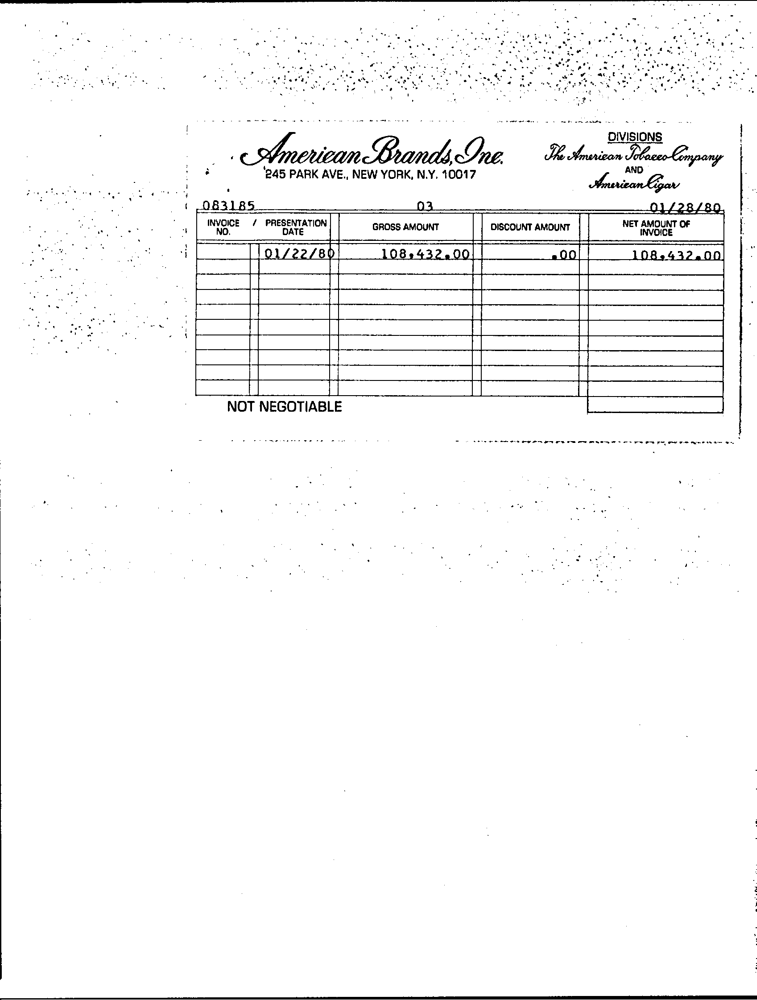 DIVISIONS
American Brands, Inc.
The American Tobacco Company
245 PARK AVE., NEW YORK, N.Y. 10017
AND
American Cigar
083185 03 01/28/80
INVOICE NO. / PRESENTATION DATE GROSS AMOUNT DISCOUNT AMOUNT NET AMOUNT OF INVOICE
01/22/80 108,432.00 .00 108,432.00
NOT NEGOTIABLE